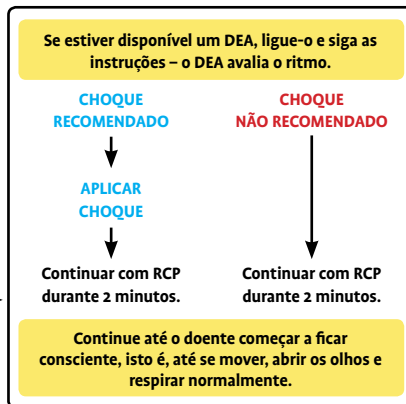 Se estiver disponível um DEA, ligue-o e siga as
instruções – o DEA avalia o ritmo.
CHOQUE
RECOMENDADO
APLICAR
CHOQUE
Continuar com RCP
durante 2 minutos.
CHOQUE
NÃO RECOMENDADO
Continuar com RCP
durante 2 minutos.
Continue até o doente começar a ficar
consciente, isto é, até se mover, abrir os olhos e
respirar normalmente.